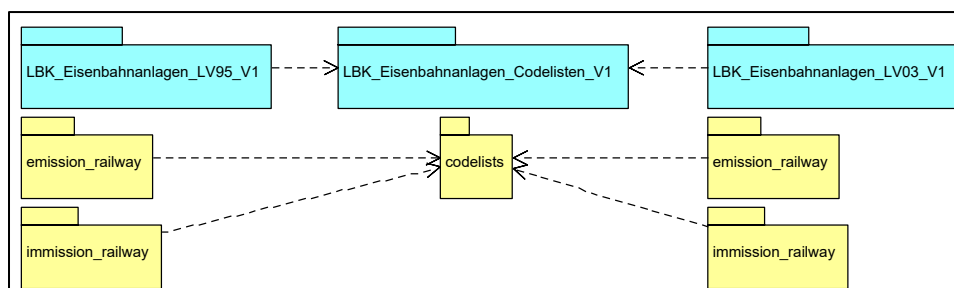 LBK_Eisenbahnanlagen_LV95_V1
LBK_Eisenbahnanlagen_Codelisten_V1
LBK_Eisenbahnanlagen_LV03_V1
emission_railway
codelists
emission_railway
immission_railway
immission_railway